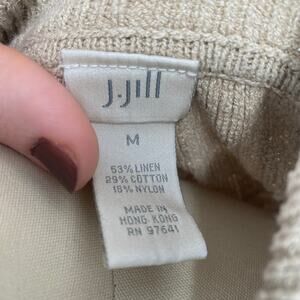 J.Jill
M
53% LINEN
29% COTTON
18% NYLON
MADE IN
HONG KONG
RN 97641